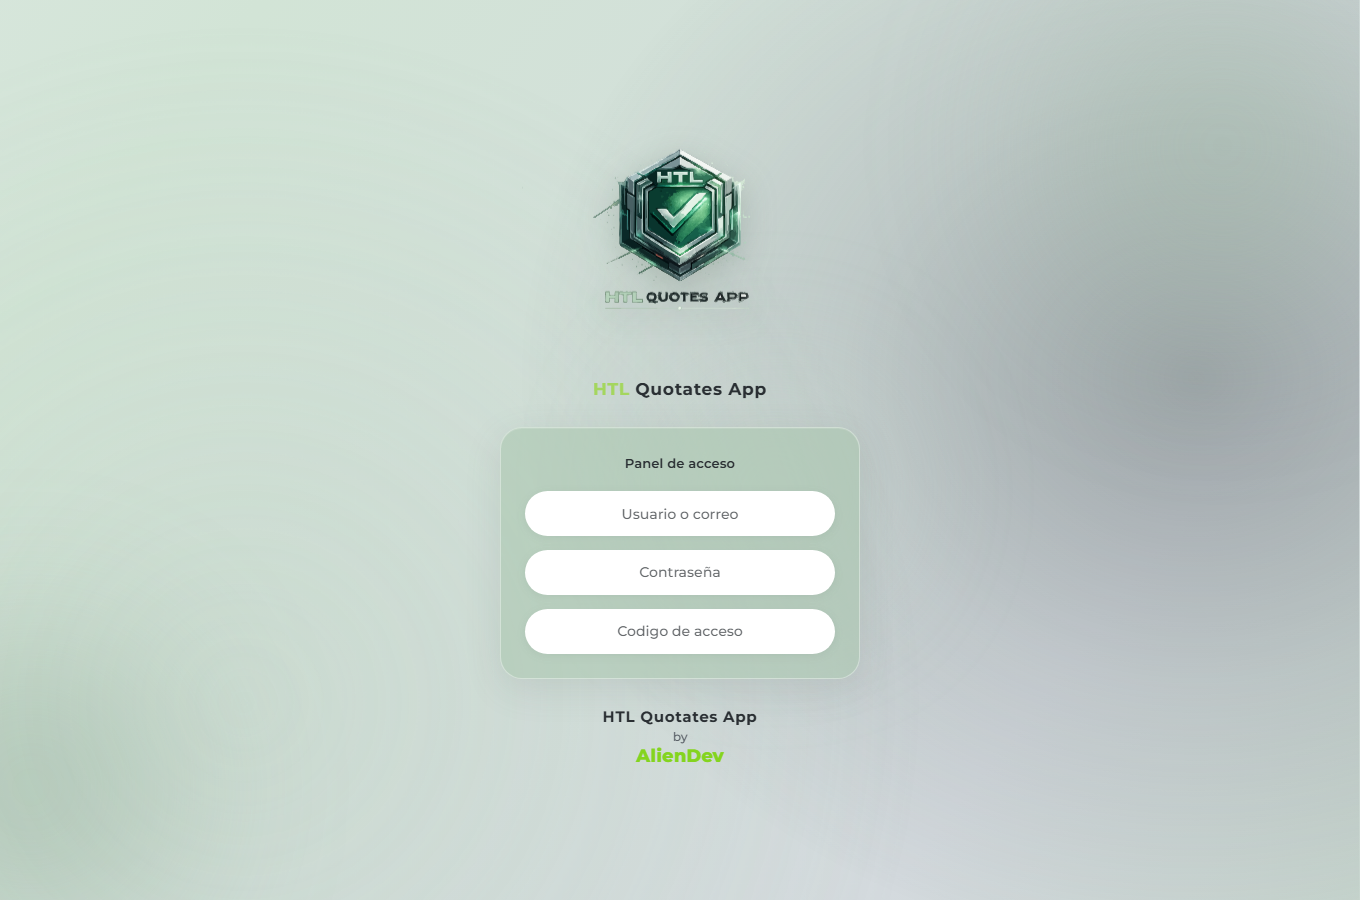 HTL
HTL QUOTES APP
HTL Quotates App
Panel de acceso
Usuario o correo
Contraseña
Codigo de acceso
HTL Quotates App
by
AlienDev